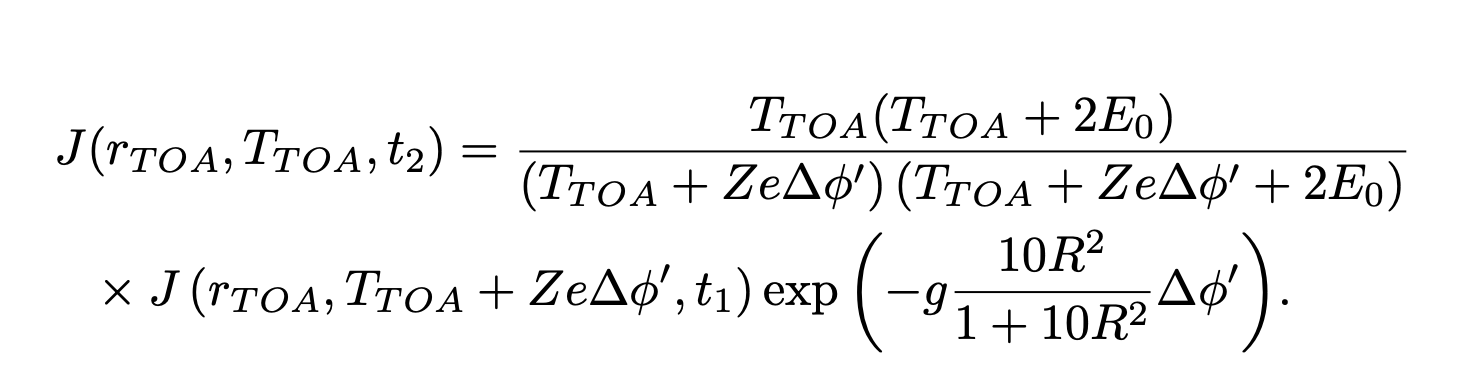 J(r_{TOA}, T_{TOA}, t_2) = \frac{T_{TOA}(T_{TOA} + 2E_0)}{(T_{TOA} + Ze\Delta\phi')(T_{TOA} + Ze\Delta\phi' + 2E_0)}
\times J(r_{TOA}, T_{TOA} + Ze\Delta\phi', t_1) \exp\left(-g\frac{10R^2}{1 + 10R^2}\Delta\phi'\right).